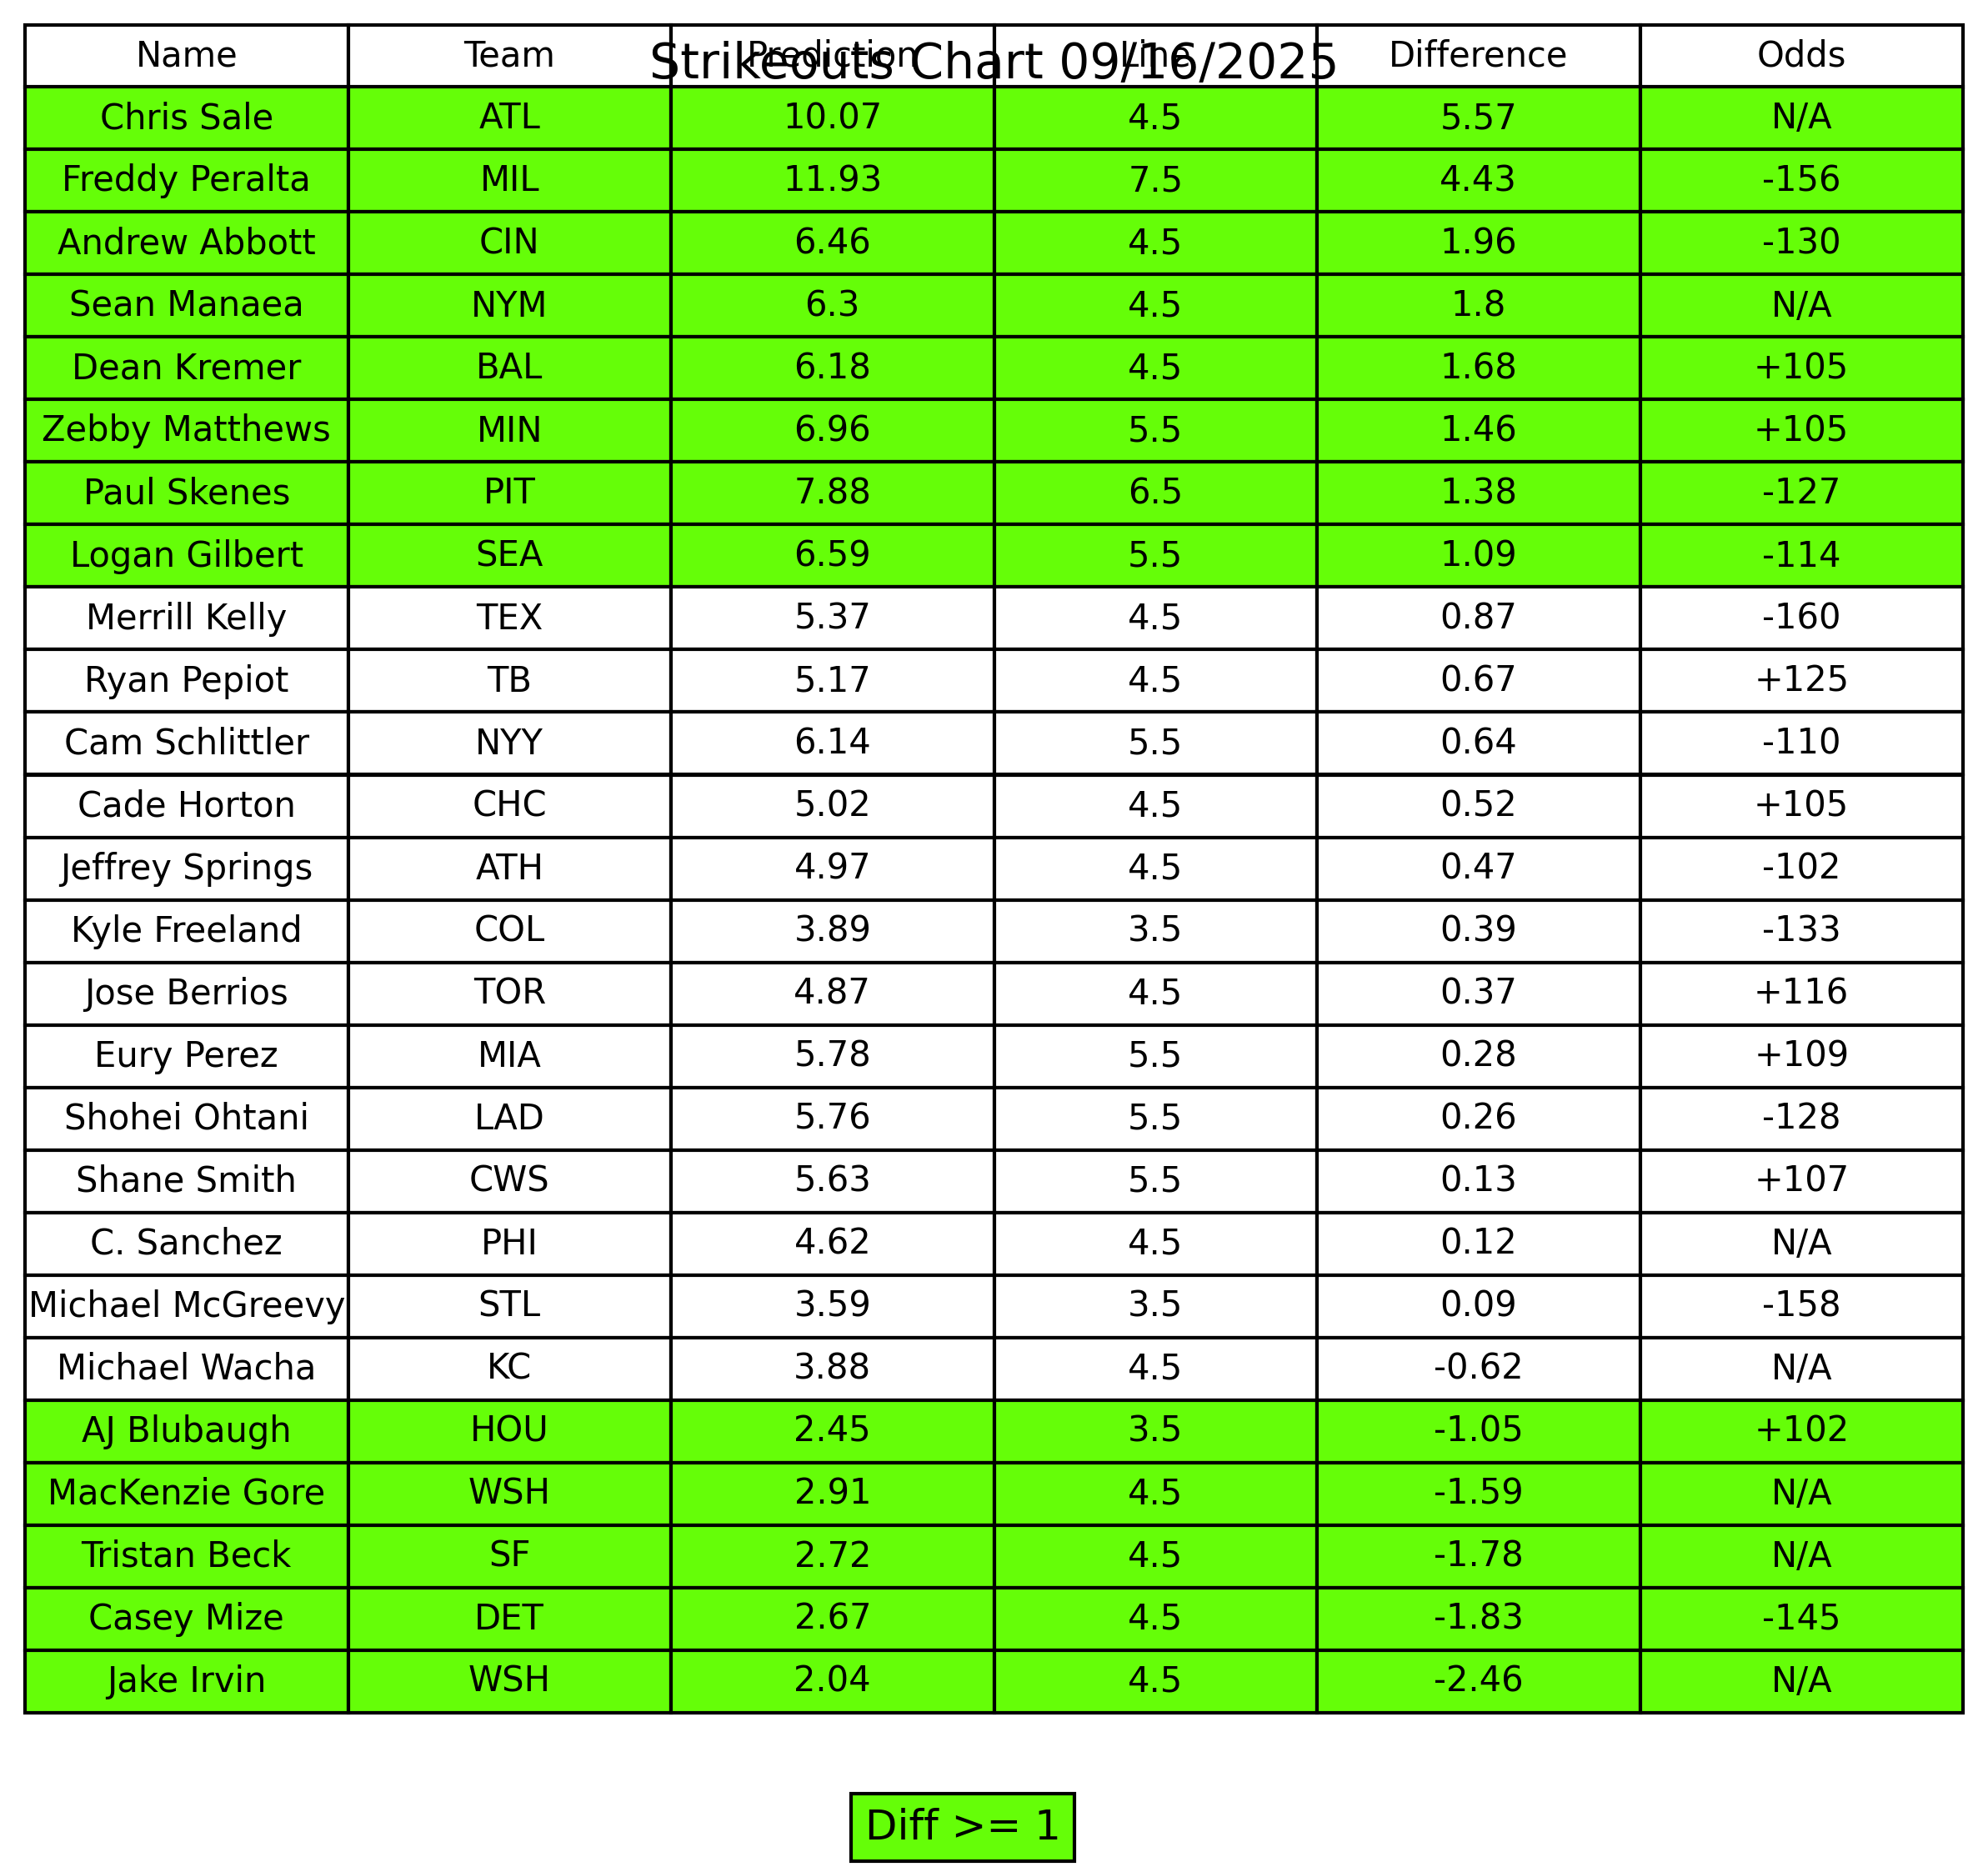 Strikeouts Chart 09/16/2025
Name Team Prediction Line Difference Odds
Chris Sale ATL 10.07 4.5 5.57 N/A
Freddy Peralta MIL 11.93 7.5 4.43 -156
Andrew Abbott CIN 6.46 4.5 1.96 -130
Sean Manaea NYM 6.3 4.5 1.8 N/A
Dean Kremer BAL 6.18 4.5 1.68 +105
Zebby Matthews MIN 6.96 5.5 1.46 +105
Paul Skenes PIT 7.88 6.5 1.38 -127
Logan Gilbert SEA 6.59 5.5 1.09 -114
Merrill Kelly TEX 5.37 4.5 0.87 -160
Ryan Pepiot TB 5.17 4.5 0.67 +125
Cam Schlittler NYY 6.14 5.5 0.64 -110
Cade Horton CHC 5.02 4.5 0.52 +105
Jeffrey Springs ATH 4.97 4.5 0.47 -102
Kyle Freeland COL 3.89 3.5 0.39 -133
Jose Berrios TOR 4.87 4.5 0.37 +116
Eury Perez MIA 5.78 5.5 0.28 +109
Shohei Ohtani LAD 5.76 5.5 0.26 -128
Shane Smith CWS 5.63 5.5 0.13 +107
C. Sanchez PHI 4.62 4.5 0.12 N/A
Michael McGreevy STL 3.59 3.5 0.09 -158
Michael Wacha KC 3.88 4.5 -0.62 N/A
AJ Blubaugh HOU 2.45 3.5 -1.05 +102
MacKenzie Gore WSH 2.91 4.5 -1.59 N/A
Tristan Beck SF 2.72 4.5 -1.78 N/A
Casey Mize DET 2.67 4.5 -1.83 -145
Jake Irvin WSH 2.04 4.5 -2.46 N/A
Diff >= 1